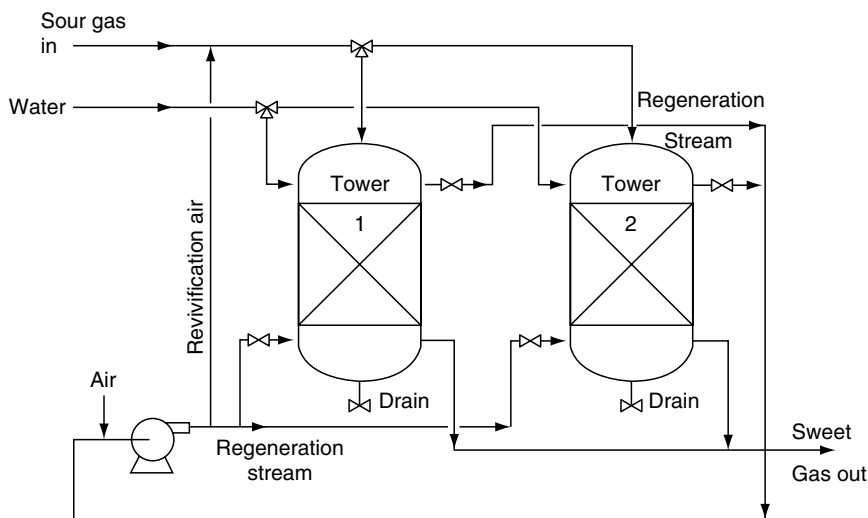 Sour gas
in
Water
Regeneration
Stream
Tower
1
Tower
2
Revivification air
Air
Drain
Drain
Regeneration
stream
Sweet
Gas out